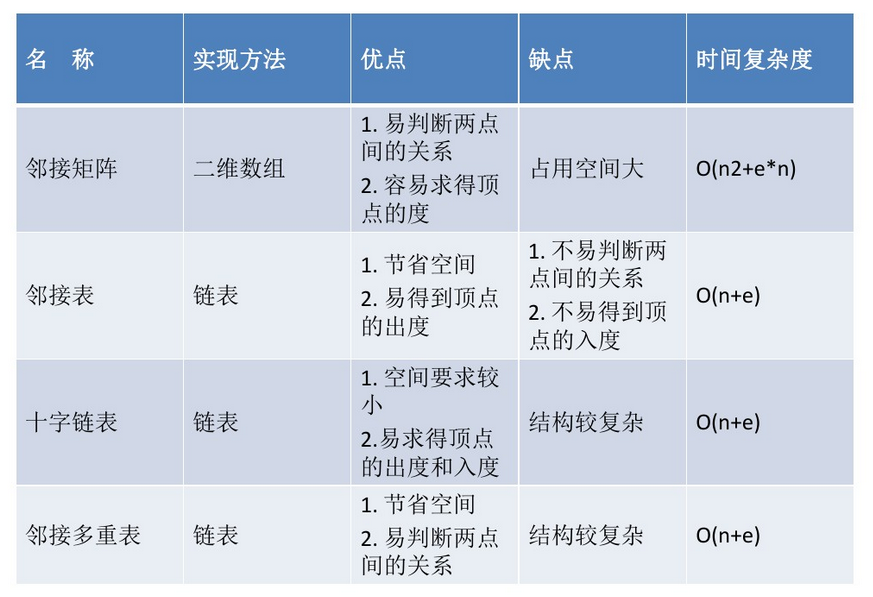 名　称
实现方法
优点
缺点
时间复杂度
邻接矩阵
二维数组
1. 易判断两点
间的关系
2. 容易求得顶
点的度
占用空间大
O(n2+e*n)
邻接表
链表
1. 节省空间
2. 易得到顶点
的出度
1. 不易判断两
点间的关系
2. 不易得到顶
点的入度
O(n+e)
十字链表
链表
1. 空间要求较
小
2.易求得顶点
的出度和入度
结构较复杂
O(n+e)
邻接多重表
链表
1. 节省空间
2. 易判断两点
间的关系
结构较复杂
O(n+e)